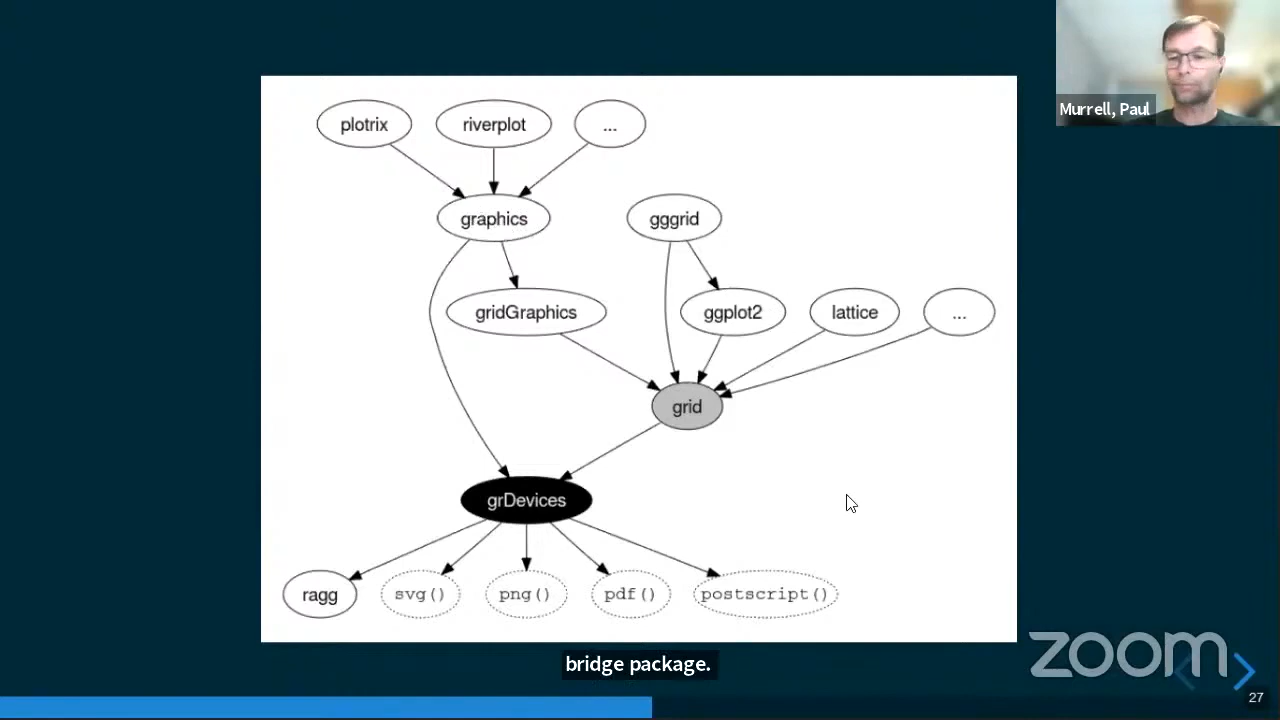 Murrell, Paul
plotrix
riverplot
...
graphics
gggrid
gridGraphics
ggplot2
lattice
...
grid
grDevices
ragg
svg()
png()
pdf()
postscript()
bridge package.
zoom
27